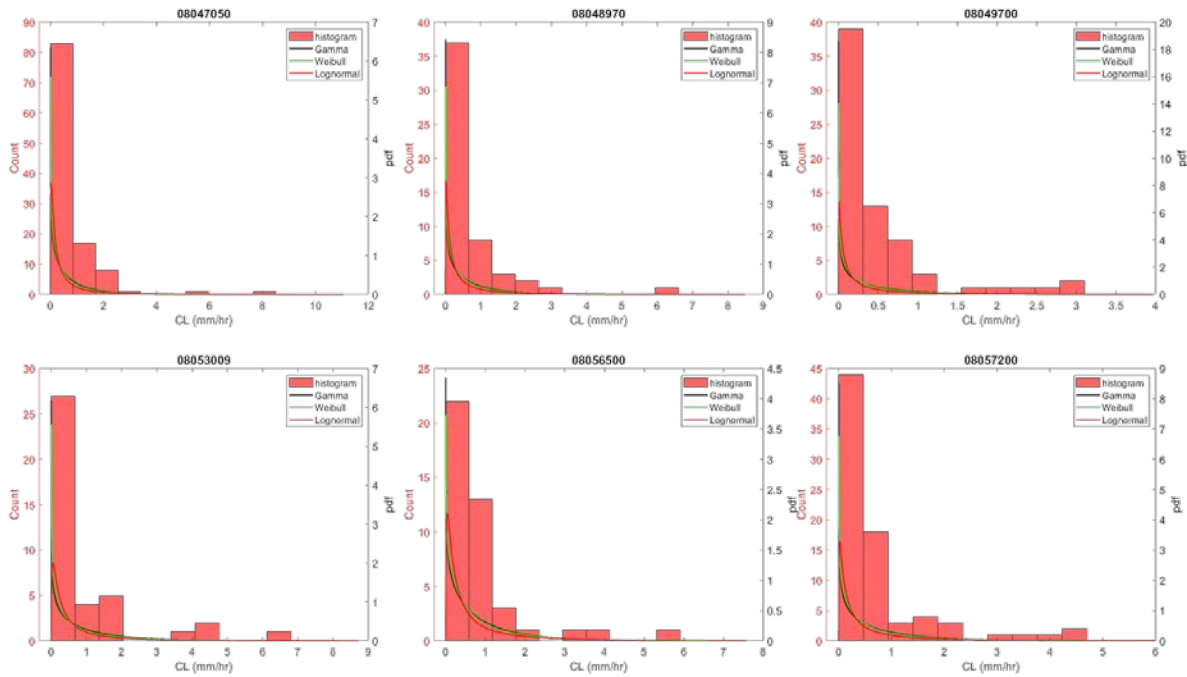 08047050
90 80 70 60 50 40 30 20 10 0
Count
histogram
Gamma
Weibull
Lognormal
7 6 5 4 3 2 1 0
pdf
0 2 4 6 8 10 12
CL (mm/hr)
08048970
40 35 30 25 20 15 10 5 0
Count
histogram
Gamma
Weibull
Lognormal
9 8 7 6 5 4 3 2 1 0
pdf
0 1 2 3 4 5 6 7 8 9
CL (mm/hr)
08049700
40 35 30 25 20 15 10 5 0
Count
histogram
Gamma
Weibull
Lognormal
20 18 16 14 12 10 8 6 4 2 0
pdf
0 0.5 1 1.5 2 2.5 3 3.5 4
CL (mm/hr)
08053009
30 25 20 15 10 5 0
Count
histogram
Gamma
Weibull
Lognormal
7 6 5 4 3 2 1 0
pdf
0 1 2 3 4 5 6 7 8 9
CL (mm/hr)
08056500
25 20 15 10 5 0
Count
histogram
Gamma
Weibull
Lognormal
4.5 4 3.5 3 2.5 2 1.5 1 0.5 0
pdf
0 1 2 3 4 5 6 7 8
CL (mm/hr)
08057200
45 40 35 30 25 20 15 10 5 0
Count
histogram
Gamma
Weibull
Lognormal
9 8 7 6 5 4 3 2 1 0
pdf
0 1 2 3 4 5 6
CL (mm/hr)